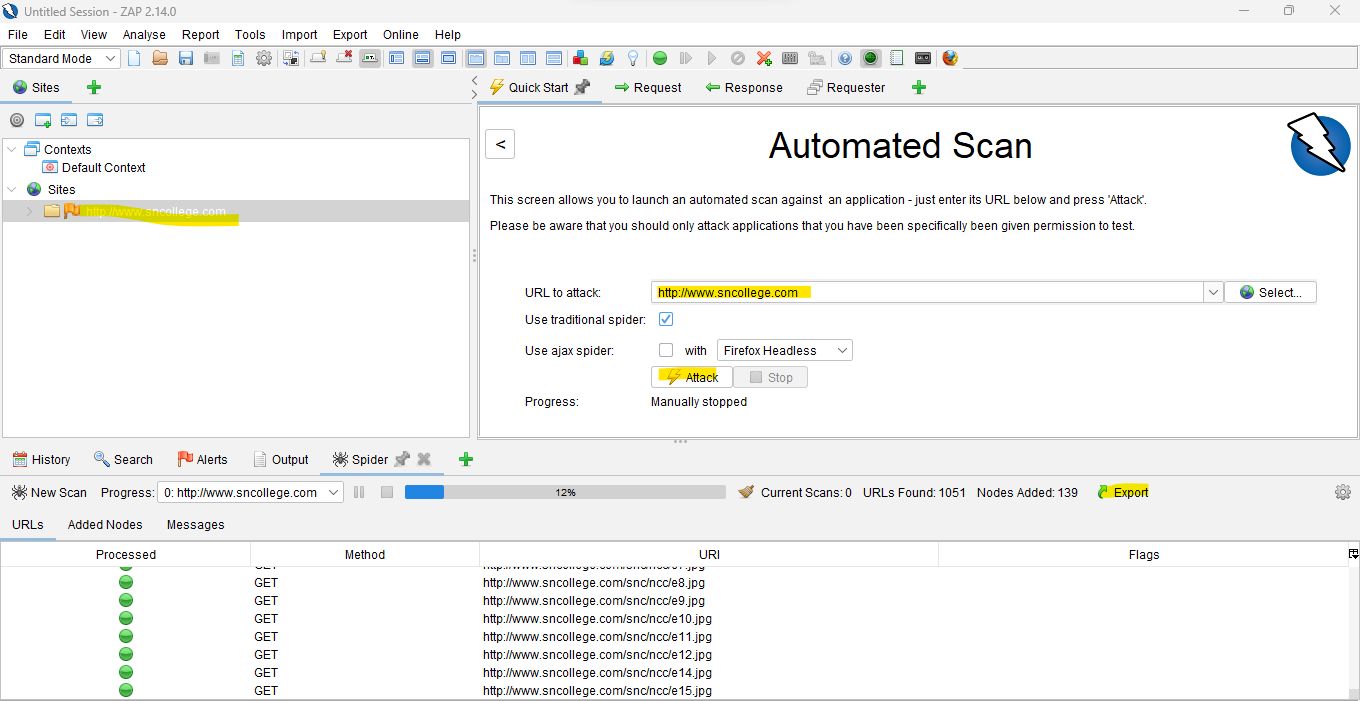 Untitled Session - ZAP 2.14.0
File Edit View Analyse Report Tools Import Export Online Help
Standard Mode
Sites
Quick Start Request Response Requester
<
Automated Scan
Contexts
Default Context
Sites
http://www.sncollege.com
This screen allows you to launch an automated scan against an application - just enter its URL below and press 'Attack'.
Please be aware that you should only attack applications that you have been specifically been given permission to test.
URL to attack: http://www.sncollege.com Select...
Use traditional spider:
Use ajax spider: with Firefox Headless
Attack Stop
Progress: Manually stopped
History Search Alerts Output Spider
New Scan Progress: 0: http://www.sncollege.com 12% Current Scans: 0 URLs Found: 1051 Nodes Added: 139 Export
URLs Added Nodes Messages
Processed Method URI Flags
GET http://www.sncollege.com/snc/ncc/e8.jpg
GET http://www.sncollege.com/snc/ncc/e9.jpg
GET http://www.sncollege.com/snc/ncc/e10.jpg
GET http://www.sncollege.com/snc/ncc/e11.jpg
GET http://www.sncollege.com/snc/ncc/e12.jpg
GET http://www.sncollege.com/snc/ncc/e14.jpg
GET http://www.sncollege.com/snc/ncc/e15.jpg